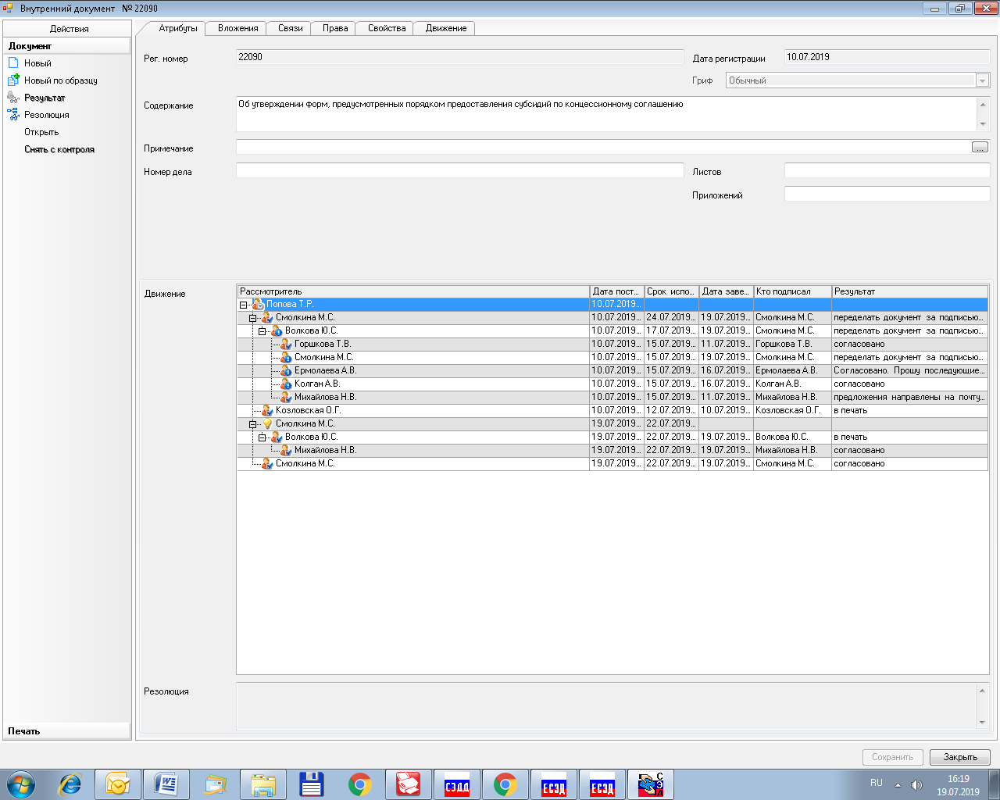 Внутренний документ № 22090
Действия
Документ
Новый
Новый по образцу
Результат
Резолюция
Открыть
Снять с контроля
Печать
Атрибуты Вложения Связи Права Свойства Движение
Рег. номер 22090 Дата регистрации 10.07.2019
Гриф Обычный
Содержание Об утверждении форм, предусмотренных порядком предоставления субсидий по концессионному соглашению
Примечание ...
Номер дела Листов
Приложений
Движение
Рассмотритель Дата пост... Срок испо... Дата заве... Кто подписал Результат
Попова Т.Р. 10.07.2019...
Смолкина М.С. 10.07.2019... 24.07.2019... 19.07.2019... Смолкина М.С. переделать документ за подписью...
Волкова Ю.С. 10.07.2019... 17.07.2019... 19.07.2019... Смолкина М.С. переделать документ за подписью...
Горшкова Т.В. 10.07.2019... 15.07.2019... 11.07.2019... Горшкова Т.В. согласовано
Смолкина М.С. 10.07.2019... 15.07.2019... 19.07.2019... Смолкина М.С. переделать документ за подписью...
Ермолаева А.В. 10.07.2019... 15.07.2019... 16.07.2019... Ермолаева А.В. Согласовано. Прошу последующие...
Колган А.В. 10.07.2019... 15.07.2019... 16.07.2019... Колган А.В. согласовано
Михайлова Н.В. 10.07.2019... 15.07.2019... 11.07.2019... Михайлова Н.В. предложения направлены на почту...
Козловская О.Г. 10.07.2019... 12.07.2019... 10.07.2019... Козловская О.Г. в печать
Смолкина М.С. 19.07.2019... 22.07.2019...
Волкова Ю.С. 19.07.2019... 22.07.2019... 19.07.2019... Волкова Ю.С. в печать
Михайлова Н.В. 19.07.2019... 22.07.2019... 19.07.2019... Михайлова Н.В. согласовано
Смолкина М.С. 19.07.2019... 22.07.2019... 19.07.2019... Смолкина М.С. согласовано
Резолюция
Сохранить Закрыть
СЭДД ЕСЭД ЕСЭД СЭД
RU 16:19
19.07.2019